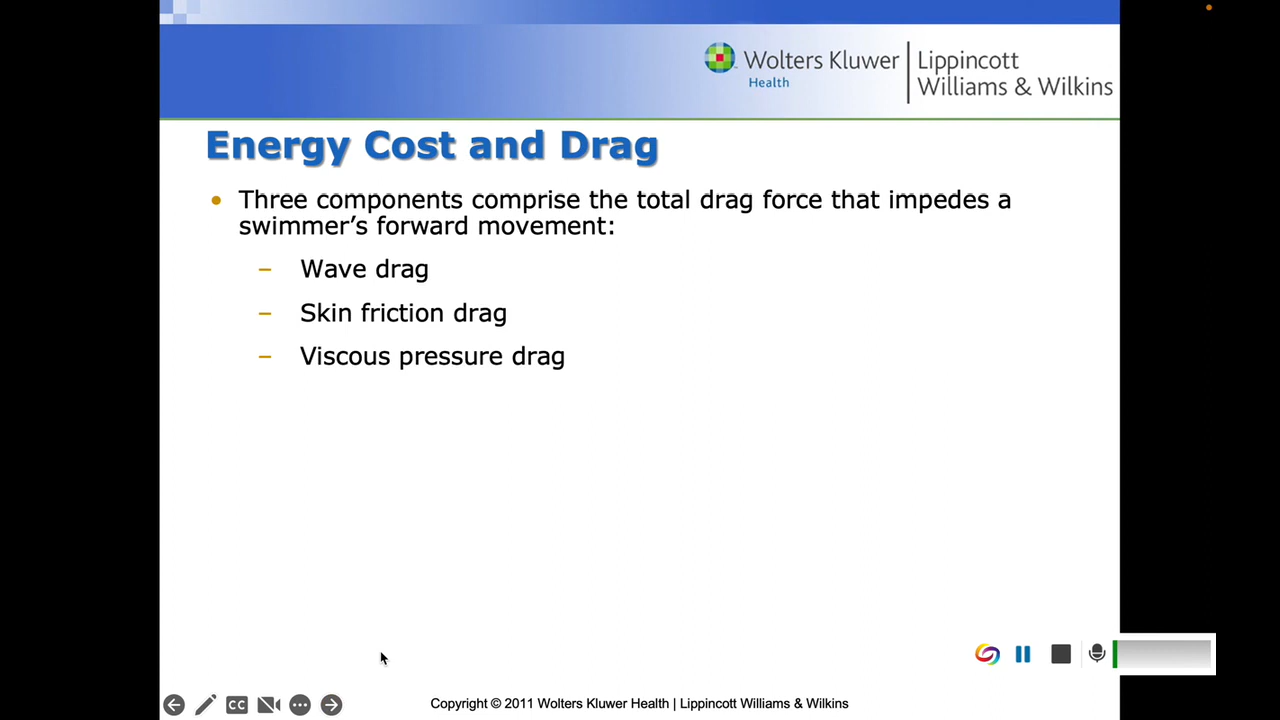 Wolters Kluwer
Health
Lippincott
Williams & Wilkins
Energy Cost and Drag
• Three components comprise the total drag force that impedes a
swimmer’s forward movement:
– Wave drag
– Skin friction drag
– Viscous pressure drag
CC
Copyright © 2011 Wolters Kluwer Health | Lippincott Williams & Wilkins